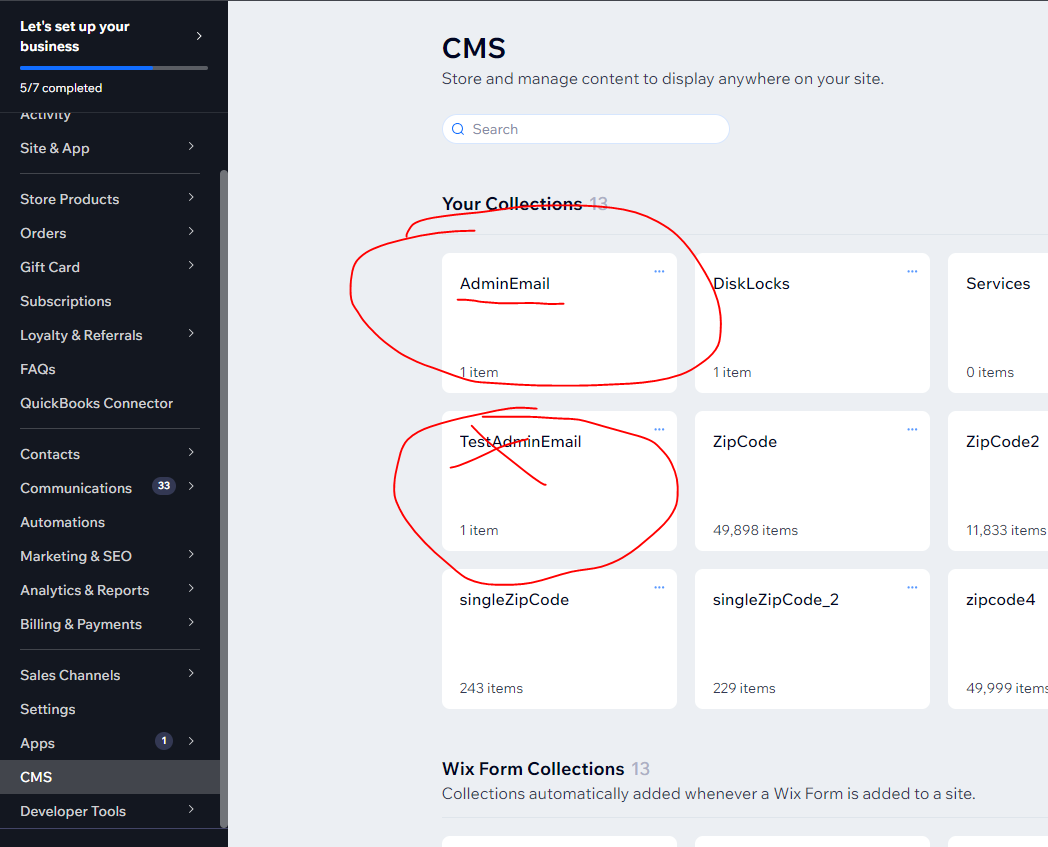 Let's set up your
business
5/7 completed
Activity
Site & App
Store Products
Orders
Gift Card
Subscriptions
Loyalty & Referrals
FAQs
QuickBooks Connector
Contacts
Communications 33
Automations
Marketing & SEO
Analytics & Reports
Billing & Payments
Sales Channels
Settings
Apps 1
CMS
Developer Tools
CMS
Store and manage content to display anywhere on your site.
Search
Your Collections 13
AdminEmail
1 item
DiskLocks
1 item
Services
0 items
TestAdminEmail
1 item
ZipCode
49,898 items
ZipCode2
11,833 items
singleZipCode
243 items
singleZipCode_2
229 items
zipcode4
49,999 items
Wix Form Collections 13
Collections automatically added whenever a Wix Form is added to a site.